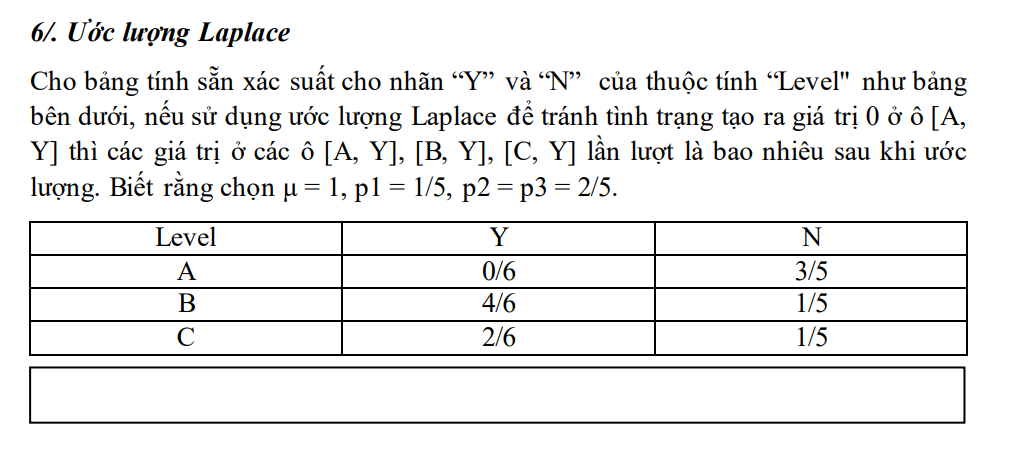 6/. Ước lượng Laplace
Cho bảng tính sẵn xác suất cho nhãn “Y” và “N” của thuộc tính “Level" như bảng
bên dưới, nếu sử dụng ước lượng Laplace để tránh tình trạng tạo ra giá trị 0 ở ô [A,
Y] thì các giá trị ở các ô [A, Y], [B, Y], [C, Y] lần lượt là bao nhiêu sau khi ước
lượng. Biết rằng chọn µ = 1, p1 = 1/5, p2 = p3 = 2/5.
Level Y N
A 0/6 3/5
B 4/6 1/5
C 2/6 1/5